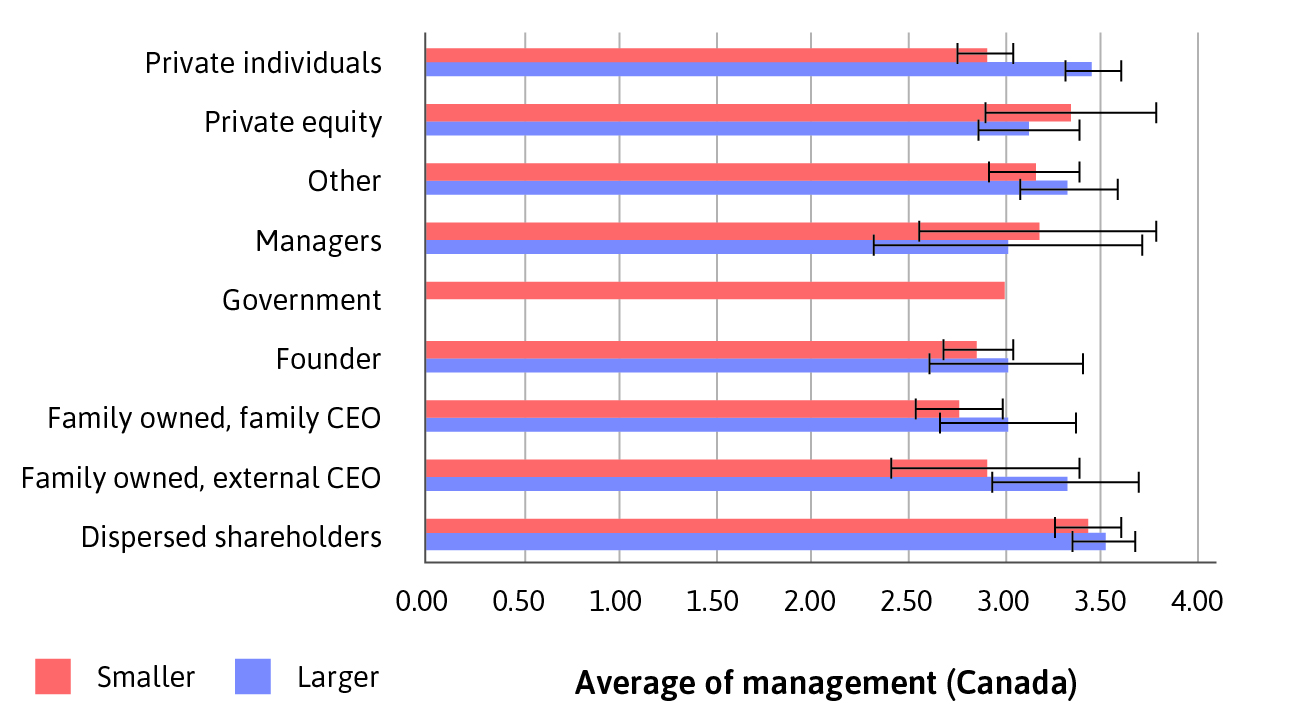 Private individuals
Private equity
Other
Managers
Government
Founder
Family owned, family CEO
Family owned, external CEO
Dispersed shareholders
0.00 0.50 1.00 1.50 2.00 2.50 3.00 3.50 4.00
Smaller Larger
Average of management (Canada)